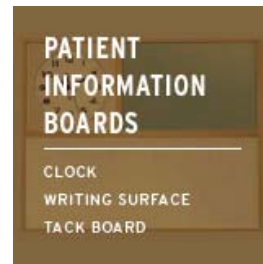 PATIENT
INFORMATION
BOARDS
CLOCK
WRITING SURFACE
TACK BOARD